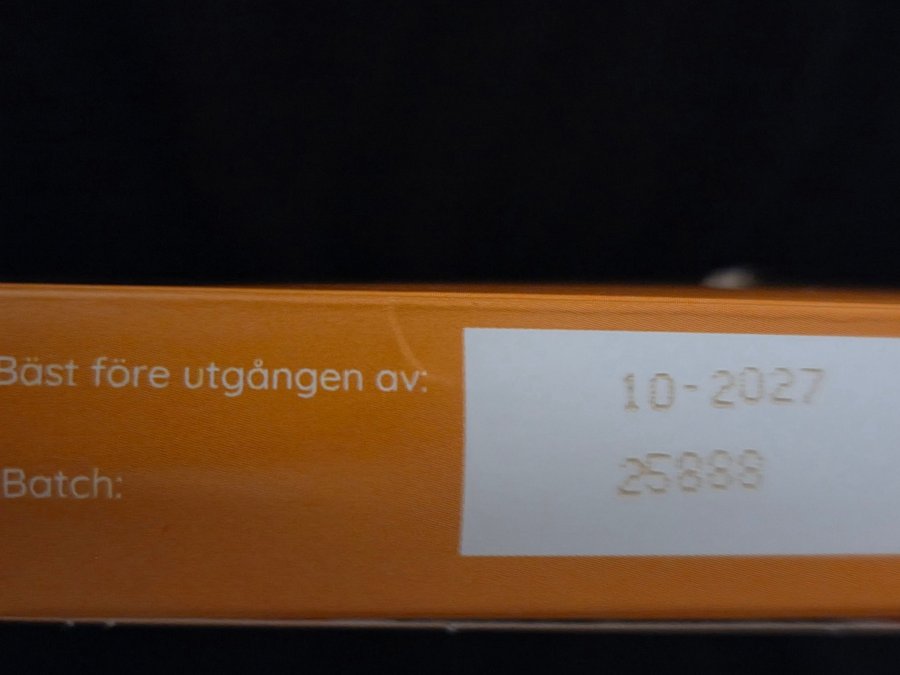 Bäst före utgången av: 10-2027
Batch: 25888